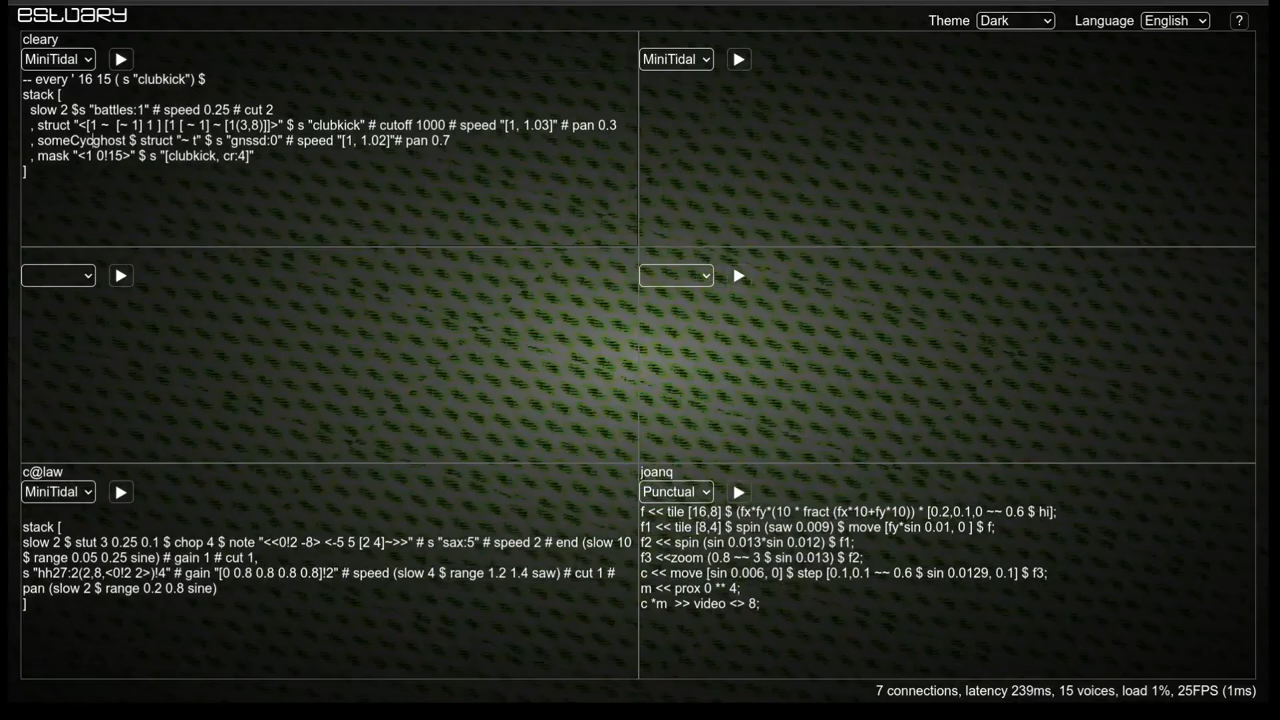 estuary
Theme Dark Language English ?
cleary
MiniTidal
MiniTidal
-- every ' 16 15 ( s "clubkick") $
stack [
slow 2 $s "battles:1" # speed 0.25 # cut 2
, struct "<[1 ~ [~ 1] 1 ] [1 [ ~ 1] ~ [1(3,8)]]>" $ s "clubkick" # cutoff 1000 # speed "[1, 1.03]" # pan 0.3
, someCycghost $ struct "~ t" $ s "gnssd:0" # speed "[1, 1.02]"# pan 0.7
, mask "<1 0!15>" $ s "[clubkick, cr:4]"
]
c@law
MiniTidal
stack [
slow 2 $ stut 3 0.25 0.1 $ chop 4 $ note "<<0!2 -8> <-5 5 [2 4]~>>" # s "sax:5" # speed 2 # end (slow 10
$ range 0.05 0.25 sine) # gain 1 # cut 1,
s "hh27:2(2,8,<0!2 2>)!4" # gain "[0 0.8 0.8 0.8 0.8]!2" # speed (slow 4 $ range 1.2 1.4 saw) # cut 1 #
pan (slow 2 $ range 0.2 0.8 sine)
]
joanq
Punctual
f << tile [16,8] $ (fx*fy*(10 * fract (fx*10+fy*10)) * [0.2,0.1,0 ~~ 0.6 $ hi];
f1 << tile [8,4] $ spin (saw 0.009) $ move [fy*sin 0.01, 0 ] $ f;
f2 << spin (sin 0.013*sin 0.012) $ f1;
f3 <<zoom (0.8 ~~ 3 $ sin 0.013) $ f2;
c << move [sin 0.006, 0] $ step [0.1,0.1 ~~ 0.6 $ sin 0.0129, 0.1] $ f3;
m << prox 0 ** 4;
c *m >> video <> 8;
7 connections, latency 239ms, 15 voices, load 1%, 25FPS (1ms)